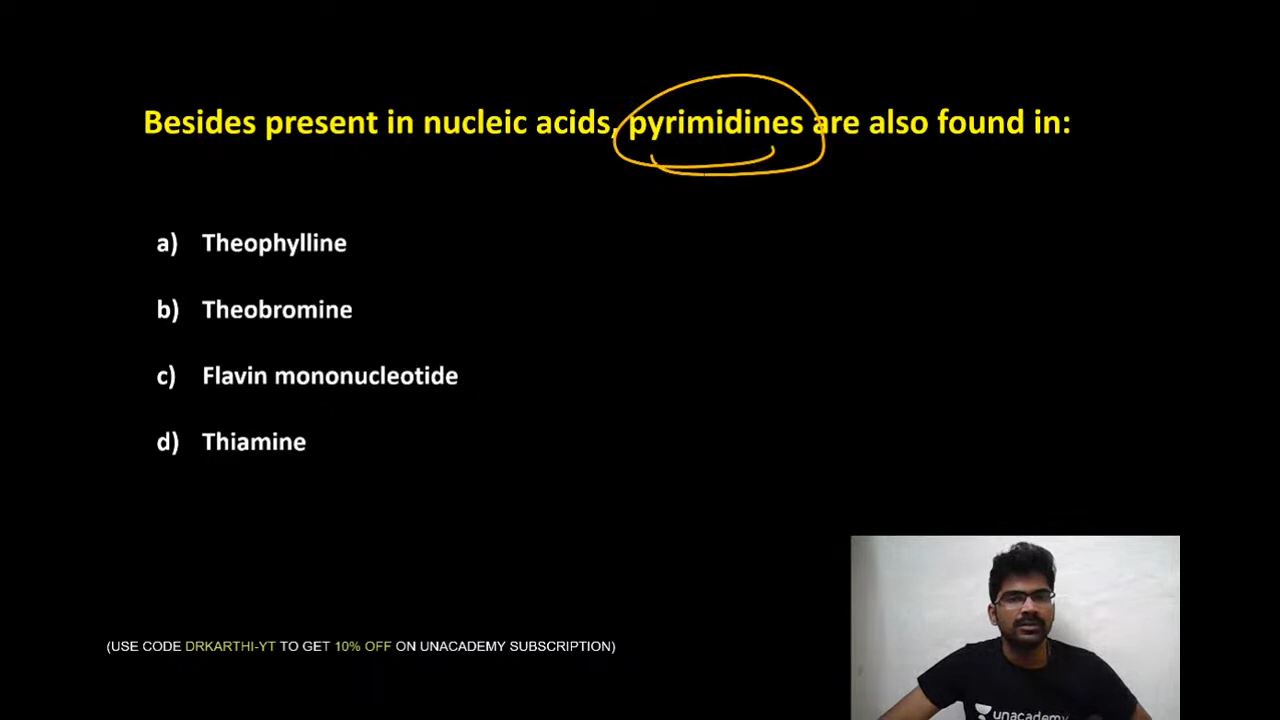 Besides present in nucleic acids, pyrimidines are also found in:
a) Theophylline
b) Theobromine
c) Flavin mononucleotide
d) Thiamine
(USE CODE DRKARTHI-YT TO GET 10% OFF ON UNACADEMY SUBSCRIPTION)
unacademy